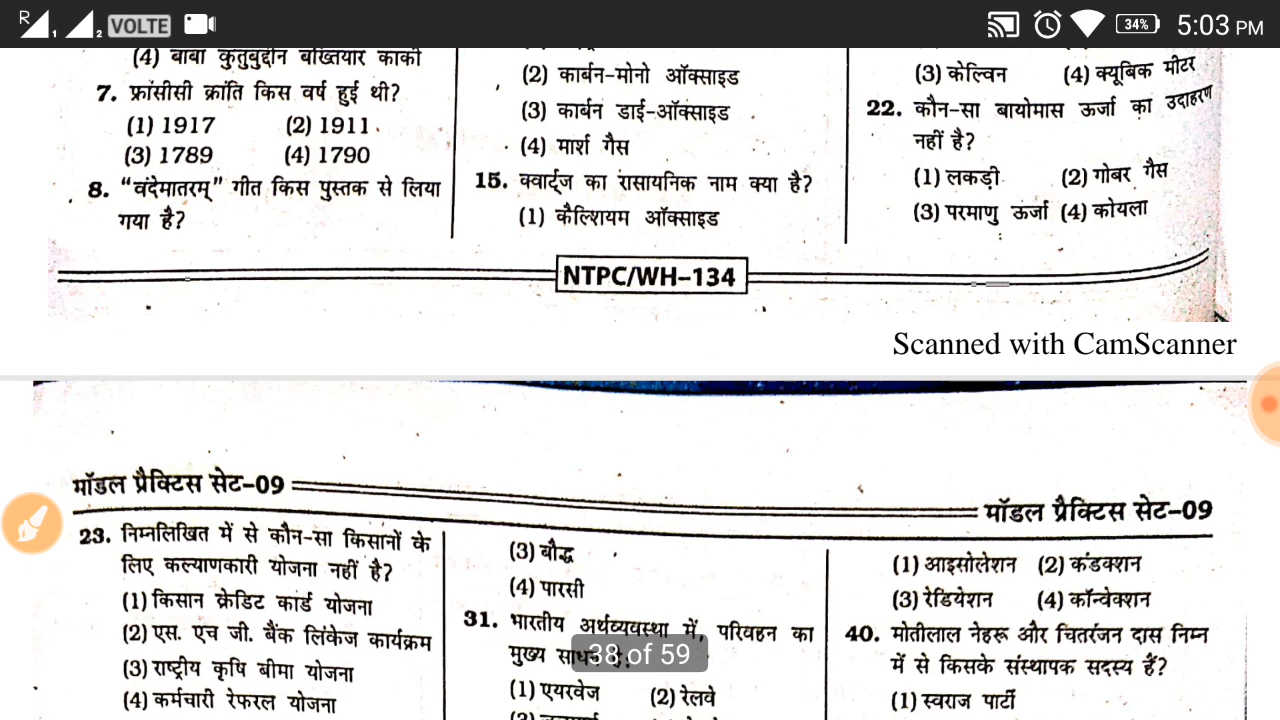 R 1 2 VOLTE 34% 5:03 PM
(4) बाबा कुतुबुद्दीन बख्तियार काकी
7. फ्रांसीसी क्रांति किस वर्ष हुई थी?
(1) 1917 (2) 1911
(3) 1789 (4) 1790
8. “वंदेमातरम्” गीत किस पुस्तक से लिया
गया है?
(2) कार्बन-मोनो ऑक्साइड
(3) कार्बन डाई-ऑक्साइड
(4) मार्श गैस
15. क्वार्ट्ज का रासायनिक नाम क्या है?
(1) कैल्शियम ऑक्साइड
(3) केल्विन (4) क्यूबिक मीटर
22. कौन-सा बायोमास ऊर्जा का उदाहरण
नहीं है?
(1) लकड़ी (2) गोबर गैस
(3) परमाणु ऊर्जा (4) कोयला
NTPC/WH-134
Scanned with CamScanner
मॉडल प्रैक्टिस सेट-09
मॉडल प्रैक्टिस सेट-09
23. निम्नलिखित में से कौन-सा किसानों के
लिए कल्याणकारी योजना नहीं है?
(1) किसान क्रेडिट कार्ड योजना
(2) एस. एच जी. बैंक लिंकेज कार्यक्रम
(3) राष्ट्रीय कृषि बीमा योजना
(4) कर्मचारी रेफरल योजना
(3) बौद्ध
(4) पारसी
31. भारतीय अर्थव्यवस्था में, परिवहन का
मुख्य
38 of 59
(1) एयरवेज (2) रेलवे
(1) आइसोलेशन (2) कंडक्शन
(3) रेडियेशन (4) कॉन्वेक्शन
40. मोतीलाल नेहरू और चितरंजन दास निम्न
में से किसके संस्थापक सदस्य हैं?
(1) स्वराज पार्टी